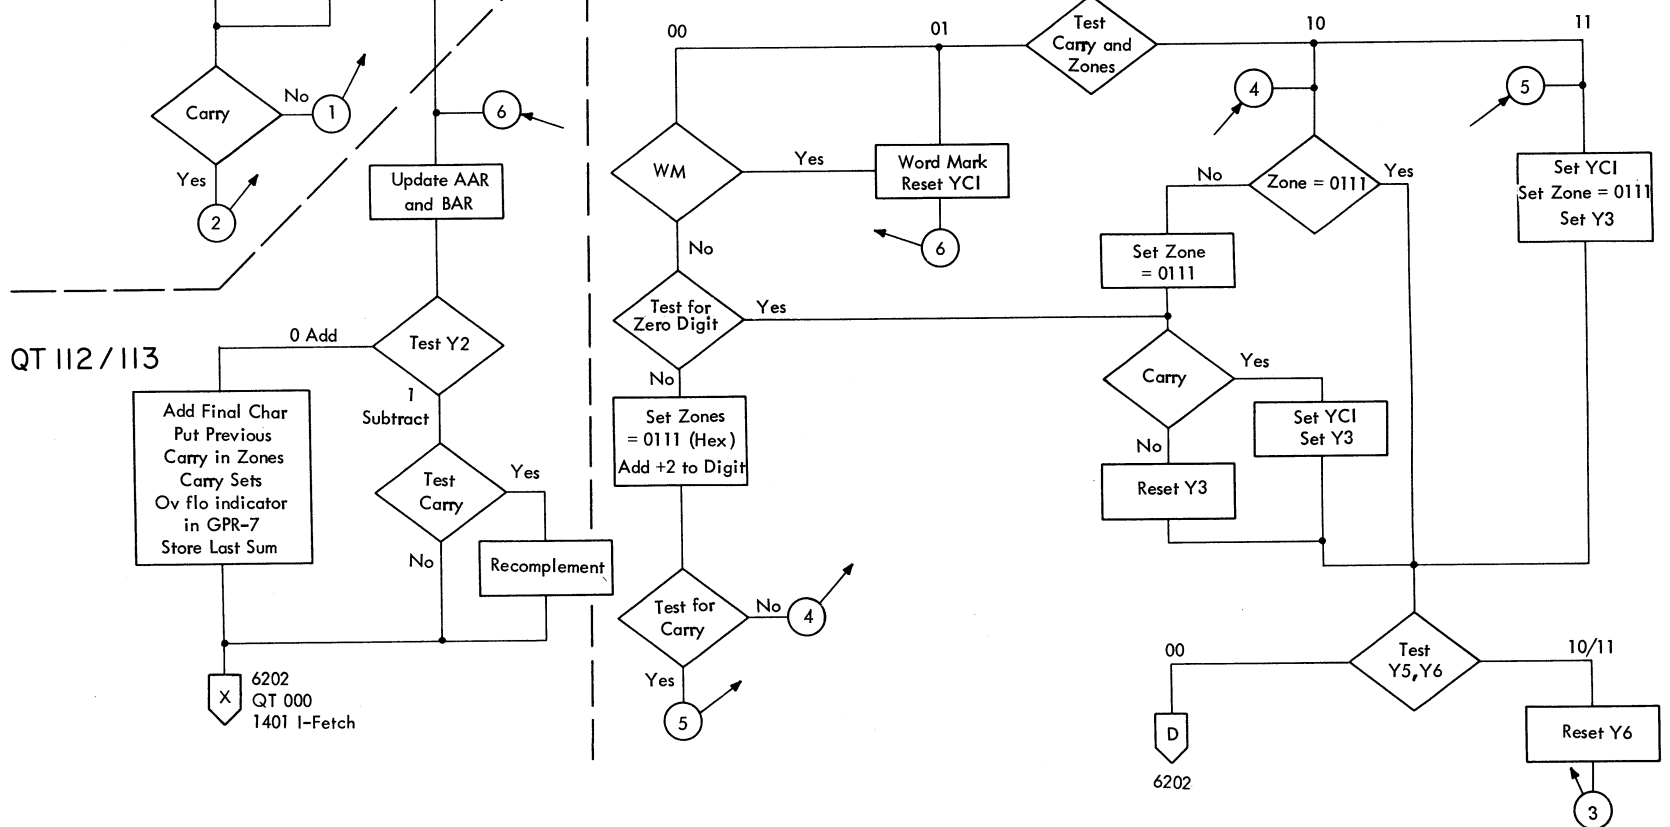 Carry
No
1
Yes
2
6
Update AAR
and BAR
QT 112/113
0 Add
Test Y2
1
Subtract
Add Final Char
Put Previous
Carry in Zones
Carry Sets
Ov flo indicator
in GPR-7
Store Last Sum
Test
Carry
Yes
No
Recomplement
X
6202
QT 000
1401 I-Fetch
00
01
Test
Carry and
Zones
10
11
WM
Yes
Word Mark
Reset YCI
6
No
Test for
Zero Digit
Yes
No
Set Zones
= 0111 (Hex)
Add +2 to Digit
Test for
Carry
No
4
Yes
5
4
No
Zone = 0111
Yes
Set Zone
= 0111
Carry
Yes
Set YCI
Set Y3
No
Reset Y3
5
Set YCI
Set Zone = 0111
Set Y3
00
Test
Y5,Y6
10/11
D
6202
Reset Y6
3